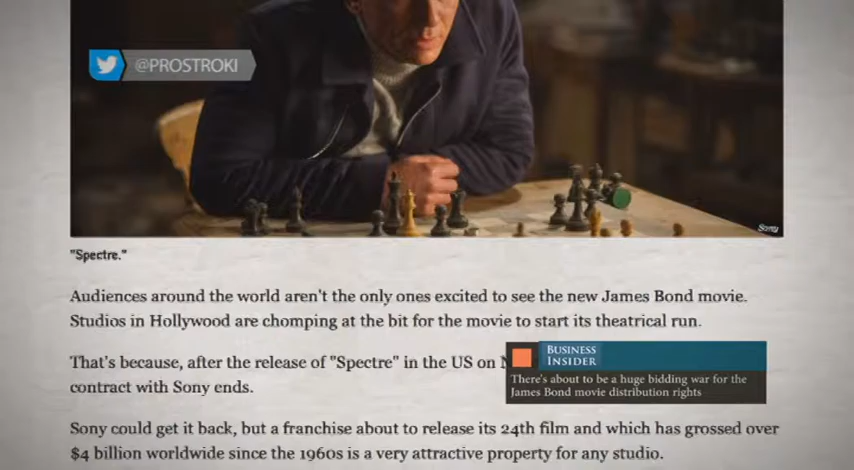 @PROSTROKI
Sony
"Spectre."
Audiences around the world aren't the only ones excited to see the new James Bond movie.
Studios in Hollywood are chomping at the bit for the movie to start its theatrical run.
That's because, after the release of "Spectre" in the US on
contract with Sony ends.
BUSINESS
INSIDER
There's about to be a huge bidding war for the
James Bond movie distribution rights
Sony could get it back, but a franchise about to release its 24th film and which has grossed over
$4 billion worldwide since the 1960s is a very attractive property for any studio.